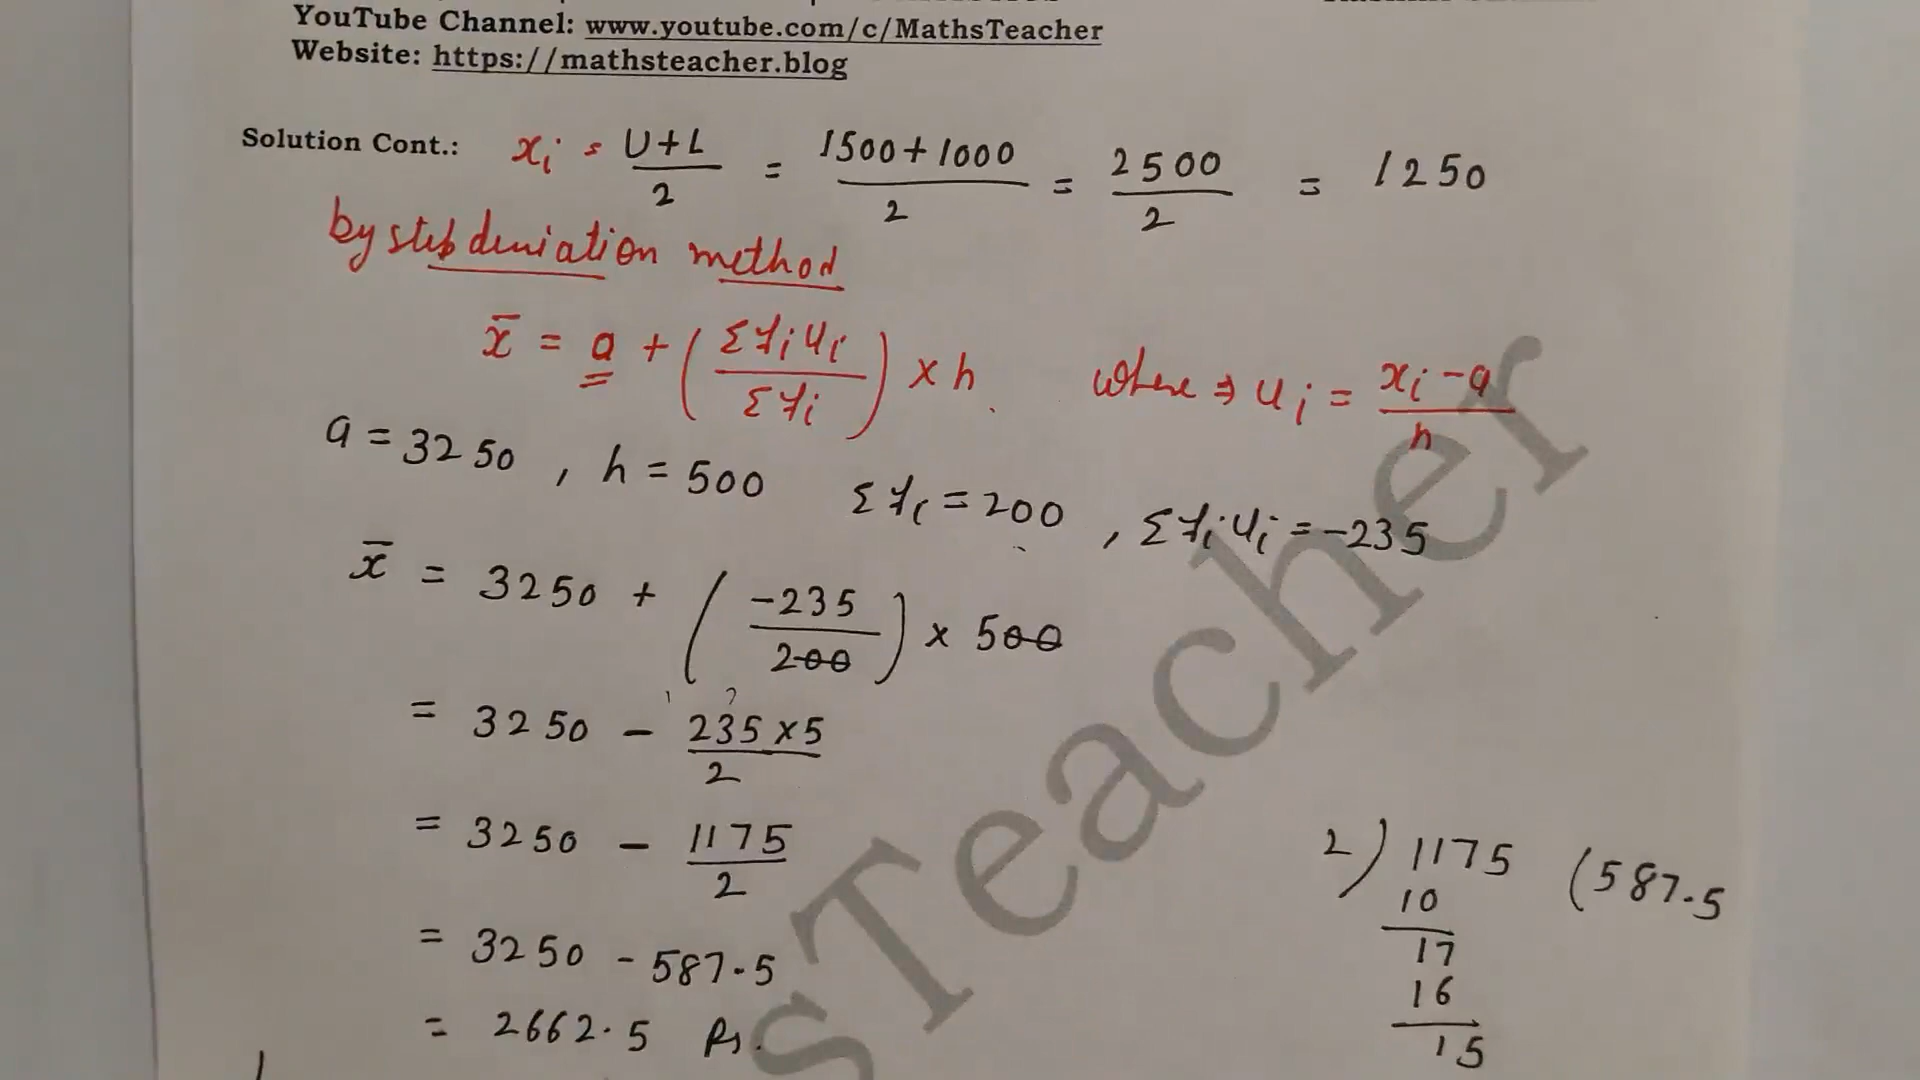 YouTube Channel: www.youtube.com/c/MathsTeacher
Website: https://mathsteacher.blog
Solution Cont.: xi = U+L/2 = 1500+1000/2 = 2500/2 = 1250
by step deviation method
x̄ = a + (Σfiui/Σfi) × h. where ⇒ ui = xi-a/h
a = 3250, h = 500 Σfi = 200, Σfiui = -235
x̄ = 3250 + (-235/200) × 500
= 3250 - 235×5/2
= 3250 - 1175/2
= 3250 - 587.5
= 2662.5 Rs.
2) 1175 (587.5
10
17
16
15
sTeacher